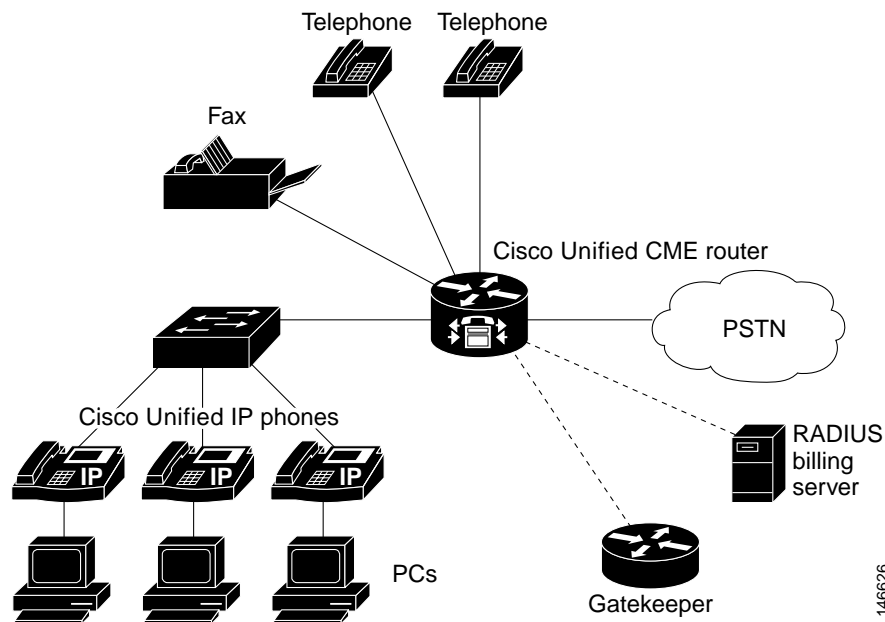 Telephone
Telephone
Fax
Cisco Unified CME router
PSTN
Cisco Unified IP phones
IP
IP
IP
RADIUS
billing
server
PCs
Gatekeeper
146626